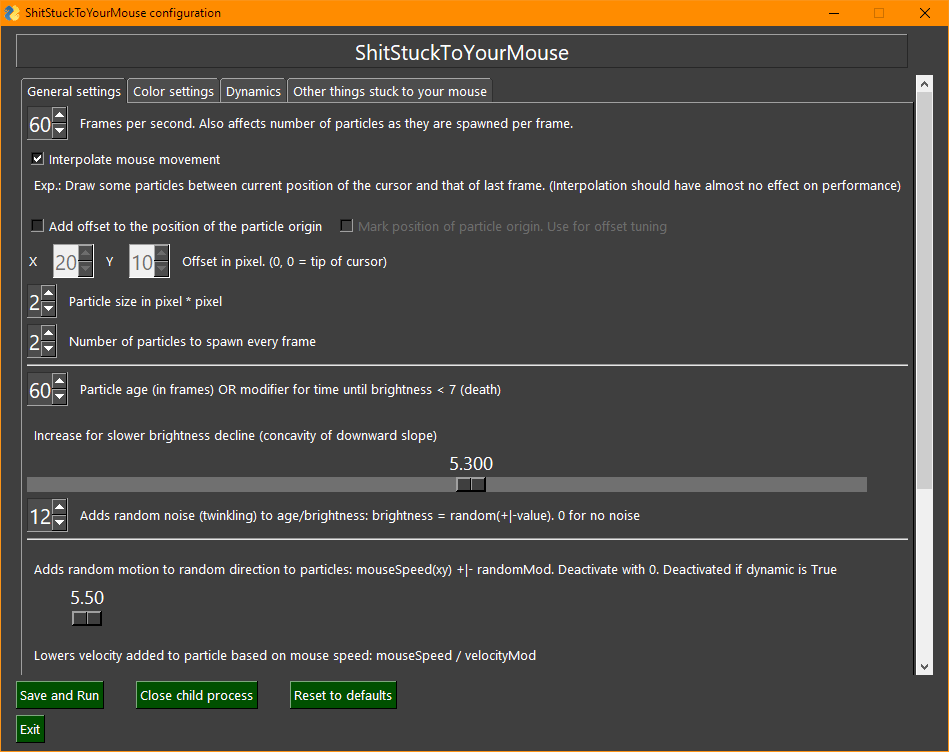 ShitStuckToYourMouse configuration
ShitStuckToYourMouse
General settings Color settings Dynamics Other things stuck to your mouse
60 Frames per second. Also affects number of particles as they are spawned per frame.
Interpolate mouse movement
Exp.: Draw some particles between current position of the cursor and that of last frame. (Interpolation should have almost no effect on performance)
Add offset to the position of the particle origin Mark position of particle origin. Use for offset tuning
X 20 Y 10 Offset in pixel. (0, 0 = tip of cursor)
2 Particle size in pixel * pixel
2 Number of particles to spawn every frame
60 Particle age (in frames) OR modifier for time until brightness < 7 (death)
Increase for slower brightness decline (concavity of downward slope)
5.300
12 Adds random noise (twinkling) to age/brightness: brightness = random(+|-value). 0 for no noise
Adds random motion to random direction to particles: mouseSpeed(xy) +|- randomMod. Deactivate with 0. Deactivated if dynamic is True
5.50
Lowers velocity added to particle based on mouse speed: mouseSpeed / velocityMod
Save and Run Close child process Reset to defaults
Exit